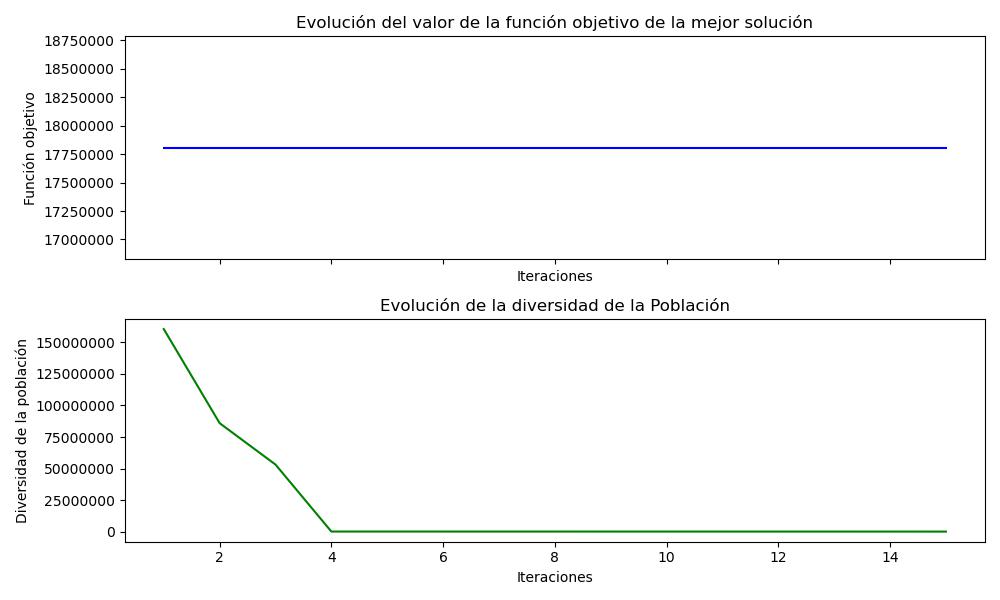 Evolución del valor de la función objetivo de la mejor solución
Función objetivo
18750000
18500000
18250000
18000000
17750000
17500000
17250000
17000000
Iteraciones
Evolución de la diversidad de la Población
Diversidad de la población
150000000
125000000
100000000
75000000
50000000
25000000
0
2 4 6 8 10 12 14
Iteraciones